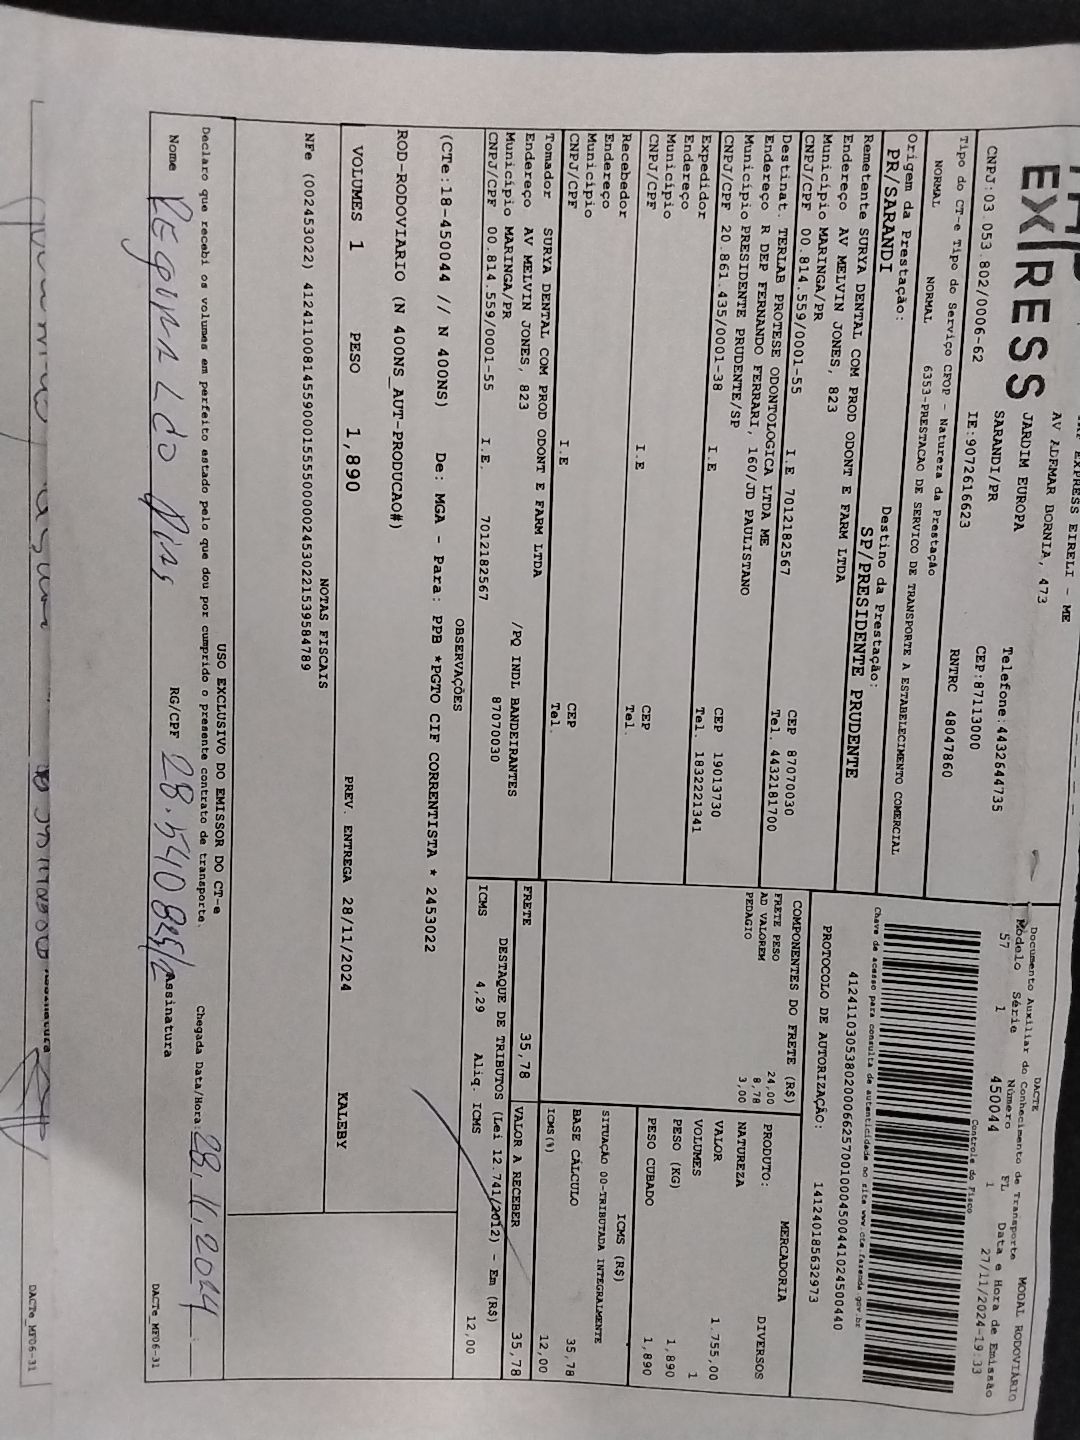 EXPRESS EIRELI - ME
AV ADEMAR BORNIA, 473
EXPRESS
JARDIM EUROPA
SARANDI/PR
Telefone:4432644735
CNPJ:03.053.802/0006-62
IE:9072616623
CEP:87113000
RNTRC 48047860
Tipo do CT-e Tipo do Serviço CFOP - Natureza da Prestação
NORMAL NORMAL 6353-PRESTACAO DE SERVICO DE TRANSPORTE A ESTABELECIMENTO COMERCIAL
Origem da Prestação: Destino da Prestação:
PR/SARANDI SP/PRESIDENTE PRUDENTE
Remetente SURYA DENTAL COM PROD ODONT E FARM LTDA
Endereço AV MELVIN JONES, 823
Município MARINGA/PR CEP 87070030
CNPJ/CPF 00.814.559/0001-55 I.E 7012182567 Tel. 4432181700
Destinat. TERLAB PROTESE ODONTOLOGICA LTDA ME
Endereço R DEP FERNANDO FERRARI, 160/JD PAULISTANO
Município PRESIDENTE PRUDENTE/SP CEP 19013730
CNPJ/CPF 20.861.435/0001-38 I.E Tel. 1832221341
Expedidor
Endereço
Município CEP
CNPJ/CPF I.E Tel.
Recebedor
Endereço
Município CEP
CNPJ/CPF I.E Tel.
Tomador SURYA DENTAL COM PROD ODONT E FARM LTDA
Endereço AV MELVIN JONES, 823 /PQ INDL BANDEIRANTES
Município MARINGA/PR 87070030
CNPJ/CPF 00.814.559/0001-55 I.E. 7012182567
DACTE MODAL RODOVIÁRIO
Documento Auxiliar do Conhecimento de Transporte
Modelo Série Número FL Data e Hora de Emissão
57 1 450044 1 27/11/2024-19:33
Controle do Fisco
Chave de acesso para consulta de autenticidade no site www.cte.fazenda.gov.br
41241103053802000662570010004500441024500440
PROTOCOLO DE AUTORIZAÇÃO: 141240185632973
COMPONENTES DO FRETE (R$)
FRETE PESO 24,00
AD VALOREM 8,78
PEDAGIO 3,00
MERCADORIA
PRODUTO: DIVERSOS
NATUREZA
VALOR 1.755,00
VOLUMES 1
PESO (KG) 1,890
PESO CUBADO 1,890
ICMS (R$)
SITUAÇÃO 00-TRIBUTADA INTEGRALMENTE
BASE CÁLCULO 35,78
ICMS(%) 12,00
FRETE 35,78 VALOR A RECEBER 35,78
DESTAQUE DE TRIBUTOS (Lei 12.741/2012) - Em (R$)
ICMS 4,29 Aliq. ICMS 12,00
OBSERVAÇÕES
(CTe:18-450044 // N 400NS) De: MGA - Para: PPB *PGTO CIF CORRENTISTA * 2453022
ROD-RODOVIARIO (N 400NS_AUT-PRODUCAO#)
VOLUMES 1 PESO 1,890 PREV. ENTREGA 28/11/2024 KALEBY
NOTAS FISCAIS
NFe (002453022) 41241100814559000155550000024530221539584789
USO EXCLUSIVO DO EMISSOR DO CT-e
Declaro que recebi os volumes em perfeito estado pelo que dou por cumprido o presente contrato de transporte. Chegada Data/Hora: 28.11.2024
Nome RG/CPF 28.540 825/2 Assinatura DACTe_MF06-31
DACTe_MF06-31